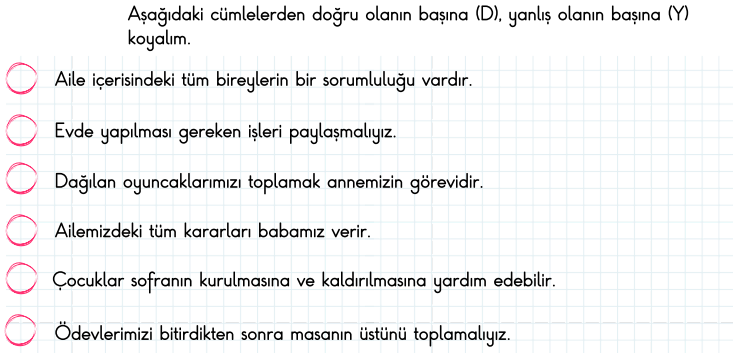 Aşağıdaki cümlelerden doğru olanın başına (D), yanlış olanın başına (Y)
koyalım.
Aile içerisindeki tüm bireylerin bir sorumluluğu vardır.
Evde yapılması gereken işleri paylaşmalıyız.
Dağılan oyuncaklarımızı toplamak annemizin görevidir.
Ailemizdeki tüm kararları babamız verir.
Çocuklar sofranın kurulmasına ve kaldırılmasına yardım edebilir.
Ödevlerimizi bitirdikten sonra masanın üstünü toplamalıyız.